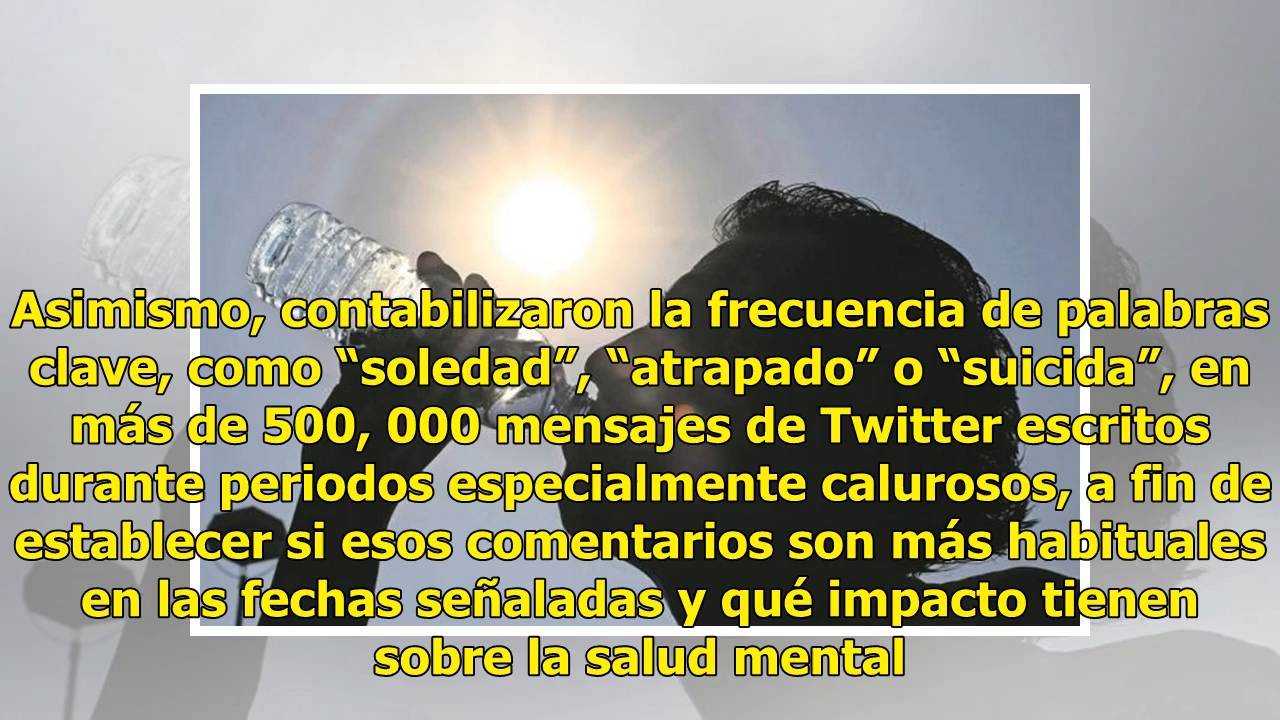 Asimismo, contabilizaron la frecuencia de palabras
clave, como “soledad”, “atrapado” o “suicida”, en
más de 500, 000 mensajes de Twitter escritos
durante periodos especialmente calurosos, a fin de
establecer si esos comentarios son más habituales
en las fechas señaladas y qué impacto tienen
sobre la salud mental